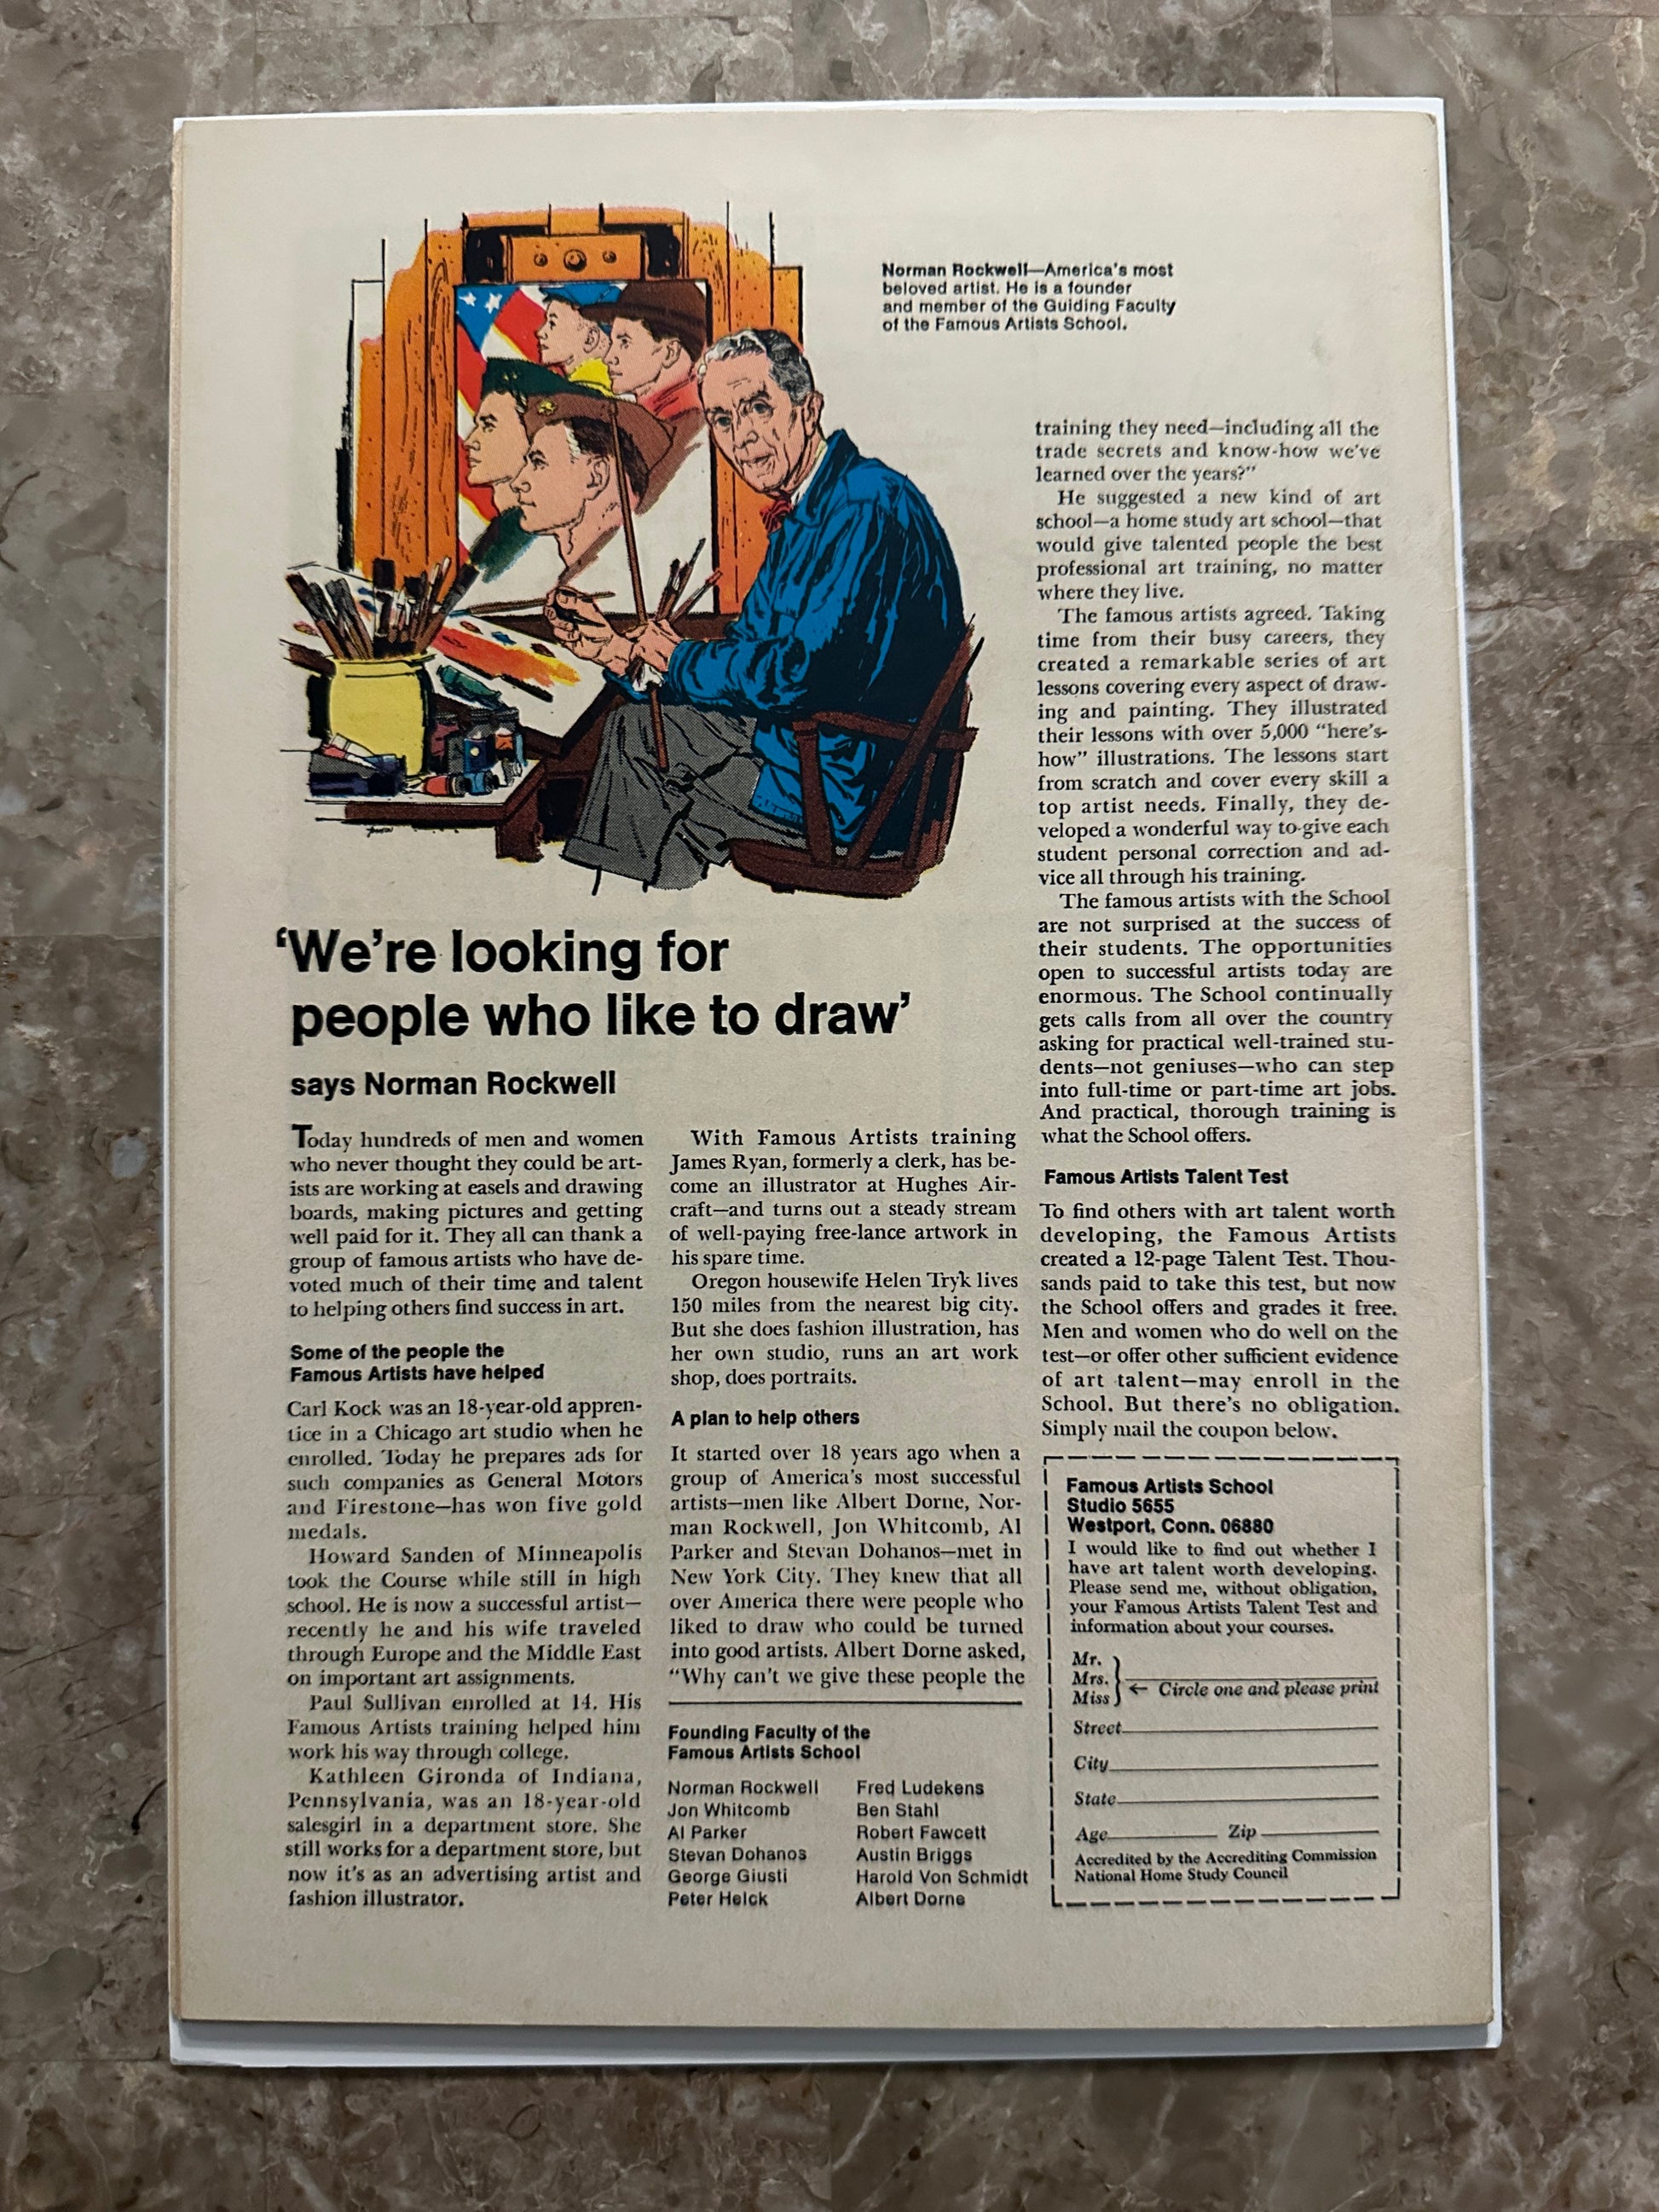 Norman Rockwell—America's most
beloved artist. He is a founder
and member of the Guiding Faculty
of the Famous Artists School.
'We're looking for
people who like to draw'
says Norman Rockwell
Today hundreds of men and women
who never thought they could be art-
ists are working at easels and drawing
boards, making pictures and getting
well paid for it. They all can thank a
group of famous artists who have de-
voted much of their time and talent
to helping others find success in art.
Some of the people the
Famous Artists have helped
Carl Kock was an 18-year-old appren-
tice in a Chicago art studio when he
enrolled. Today he prepares ads for
such companies as General Motors
and Firestone—has won five gold
medals.
Howard Sanden of Minneapolis
took the Course while still in high
school. He is now a successful artist—
recently he and his wife traveled
through Europe and the Middle East
on important art assignments.
Paul Sullivan enrolled at 14. His
Famous Artists training helped him
work his way through college.
Kathleen Gironda of Indiana,
Pennsylvania, was an 18-year-old
salesgirl in a department store. She
still works for a department store, but
now it's as an advertising artist and
fashion illustrator.
With Famous Artists training
James Ryan, formerly a clerk, has be-
come an illustrator at Hughes Air-
craft—and turns out a steady stream
of well-paying free-lance artwork in
his spare time.
Oregon housewife Helen Tryk lives
150 miles from the nearest big city.
But she does fashion illustration, has
her own studio, runs an art work
shop, does portraits.
A plan to help others
It started over 18 years ago when a
group of America's most successful
artists—men like Albert Dorne, Nor-
man Rockwell, Jon Whitcomb, Al
Parker and Stevan Dohanos—met in
New York City. They knew that all
over America there were people who
liked to draw who could be turned
into good artists. Albert Dorne asked,
"Why can't we give these people the
Founding Faculty of the
Famous Artists School
Norman Rockwell
Jon Whitcomb
Al Parker
Stevan Dohanos
George Giusti
Peter Helck
Fred Ludekens
Ben Stahl
Robert Fawcett
Austin Briggs
Harold Von Schmidt
Albert Dorne
training they need—including all the
trade secrets and know-how we've
learned over the years?"
He suggested a new kind of art
school—a home study art school—that
would give talented people the best
professional art training, no matter
where they live.
The famous artists agreed. Taking
time from their busy careers, they
created a remarkable series of art
lessons covering every aspect of draw-
ing and painting. They illustrated
their lessons with over 5,000 "here's-
how" illustrations. The lessons start
from scratch and cover every skill a
top artist needs. Finally, they de-
veloped a wonderful way to give each
student personal correction and ad-
vice all through his training.
The famous artists with the School
are not surprised at the success of
their students. The opportunities
open to successful artists today are
enormous. The School continually
gets calls from all over the country
asking for practical well-trained stu-
dents—not geniuses—who can step
into full-time or part-time art jobs.
And practical, thorough training is
what the School offers.
Famous Artists Talent Test
To find others with art talent worth
developing, the Famous Artists
created a 12-page Talent Test. Thou-
sands paid to take this test, but now
the School offers and grades it free.
Men and women who do well on the
test—or offer other sufficient evidence
of art talent—may enroll in the
School. But there's no obligation.
Simply mail the coupon below.
Famous Artists School
Studio 5655
Westport, Conn. 06880
I would like to find out whether I
have art talent worth developing.
Please send me, without obligation,
your Famous Artists Talent Test and
information about your courses.
Mr.
Mrs.
Miss
← Circle one and please print
Street
City
State
Age Zip
Accredited by the Accrediting Commission
National Home Study Council